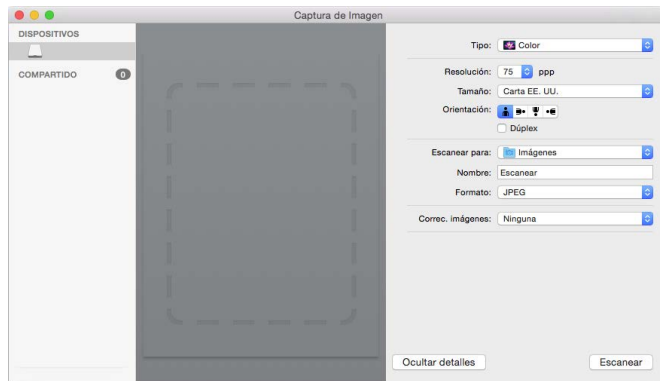 Captura de Imagen
DISPOSITIVOS
COMPARTIDO 0
Tipo: Color
Resolución: 75 ppp
Tamaño: Carta EE. UU.
Orientación:
Dúplex
Escanear para: Imágenes
Nombre: Escanear
Formato: JPEG
Correc. imágenes: Ninguna
Ocultar detalles Escanear